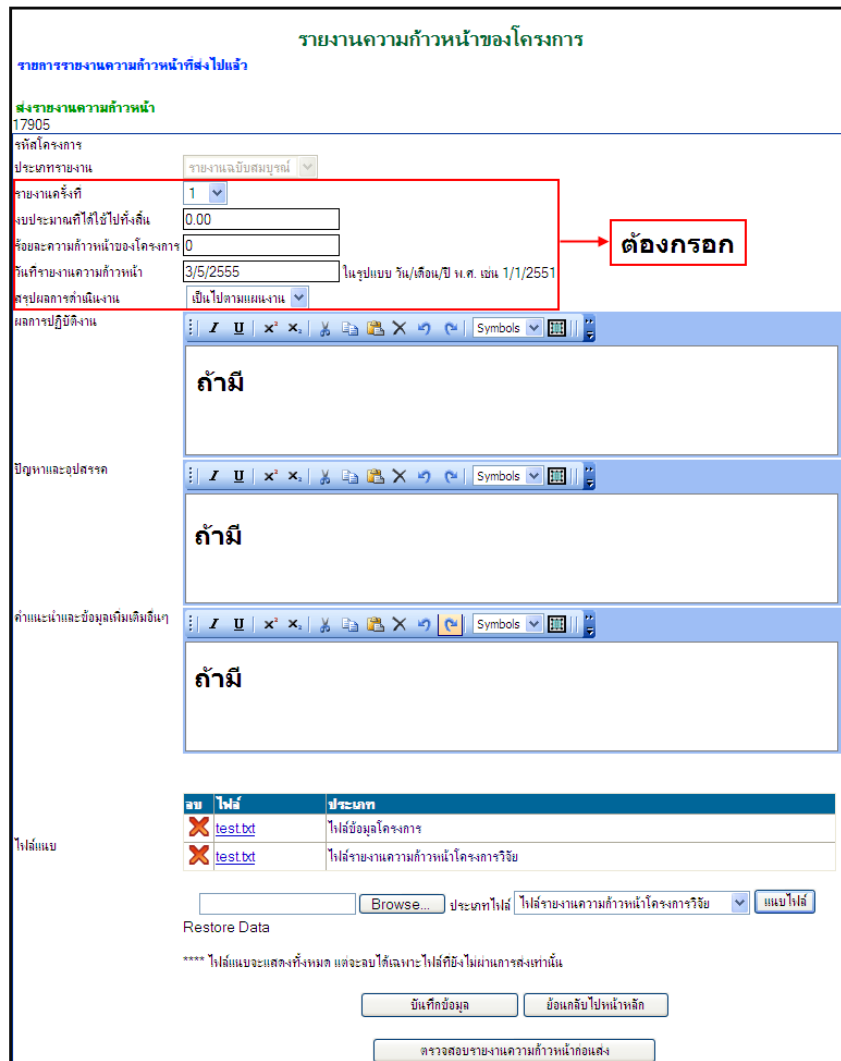 รายงานความก้าวหน้าของโครงการ
รายการรายงานความก้าวหน้าที่ส่งไปแล้ว
ส่งรายงานความก้าวหน้า
17905
รหัสโครงการ
ประเภทรายงาน รายงานฉบับสมบูรณ์
รายงานครั้งที่ 1
งบประมาณที่ได้ใช้ไปทั้งสิ้น 0.00
ร้อยละความก้าวหน้าของโครงการ 0
ต้องกรอก
วันที่รายงานความก้าวหน้า 3/5/2555 ในรูปแบบ วัน/เดือน/ปี พ.ศ. เช่น 1/1/2551
สรุปผลการดำเนินงาน เป็นไปตามแผนงาน
ผลการปฏิบัติงาน I U x² x₂ Symbols
ถ้ามี
ปัญหาและอุปสรรค I U x² x₂ Symbols
ถ้ามี
คำแนะนำและข้อมูลเพิ่มเติมอื่นๆ I U x² x₂ Symbols
ถ้ามี
ลบ ไฟล์ ประเภท
test.txt ไฟล์ข้อมูลโครงการ
ไฟล์แนบ
test.txt ไฟล์รายงานความก้าวหน้าโครงการวิจัย
Browse... ประเภทไฟล์ ไฟล์รายงานความก้าวหน้าโครงการวิจัย แนบไฟล์
Restore Data
**** ไฟล์แนบจะแสดงทั้งหมด แต่จะลบได้เฉพาะไฟล์ที่ยังไม่ผ่านการส่งเท่านั้น
บันทึกข้อมูล ย้อนกลับไปหน้าหลัก
ตรวจสอบรายงานความก้าวหน้าก่อนส่ง